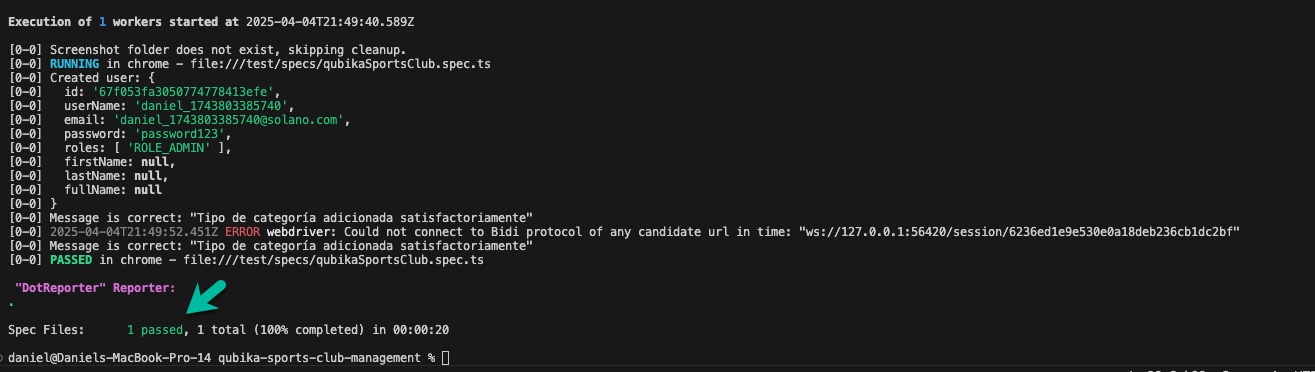 Execution of 1 workers started at 2025-04-04T21:49:40.589Z
[0-0] Screenshot folder does not exist, skipping cleanup.
[0-0] RUNNING in chrome - file:///test/specs/qubikaSportsClub.spec.ts
[0-0] Created user: {
[0-0]   id: '67f053fa3050774778413efe',
[0-0]   userName: 'daniel_1743803385740',
[0-0]   email: 'daniel_1743803385740@solano.com',
[0-0]   password: 'password123',
[0-0]   roles: [ 'ROLE_ADMIN' ],
[0-0]   firstName: null,
[0-0]   lastName: null,
[0-0]   fullName: null
[0-0] }
[0-0] Message is correct: "Tipo de categoría adicionada satisfactoriamente"
[0-0] 2025-04-04T21:49:52.451Z ERROR webdriver: Could not connect to Bidi protocol of any candidate url in time: "ws://127.0.0.1:56420/session/6236ed1e9e530e0a18deb236cb1dc2bf"
[0-0] Message is correct: "Tipo de categoría adicionada satisfactoriamente"
[0-0] PASSED in chrome - file:///test/specs/qubikaSportsClub.spec.ts
"DotReporter" Reporter:
.
Spec Files:      1 passed, 1 total (100% completed) in 00:00:20
daniel@Daniels-MacBook-Pro-14 qubika-sports-club-management %